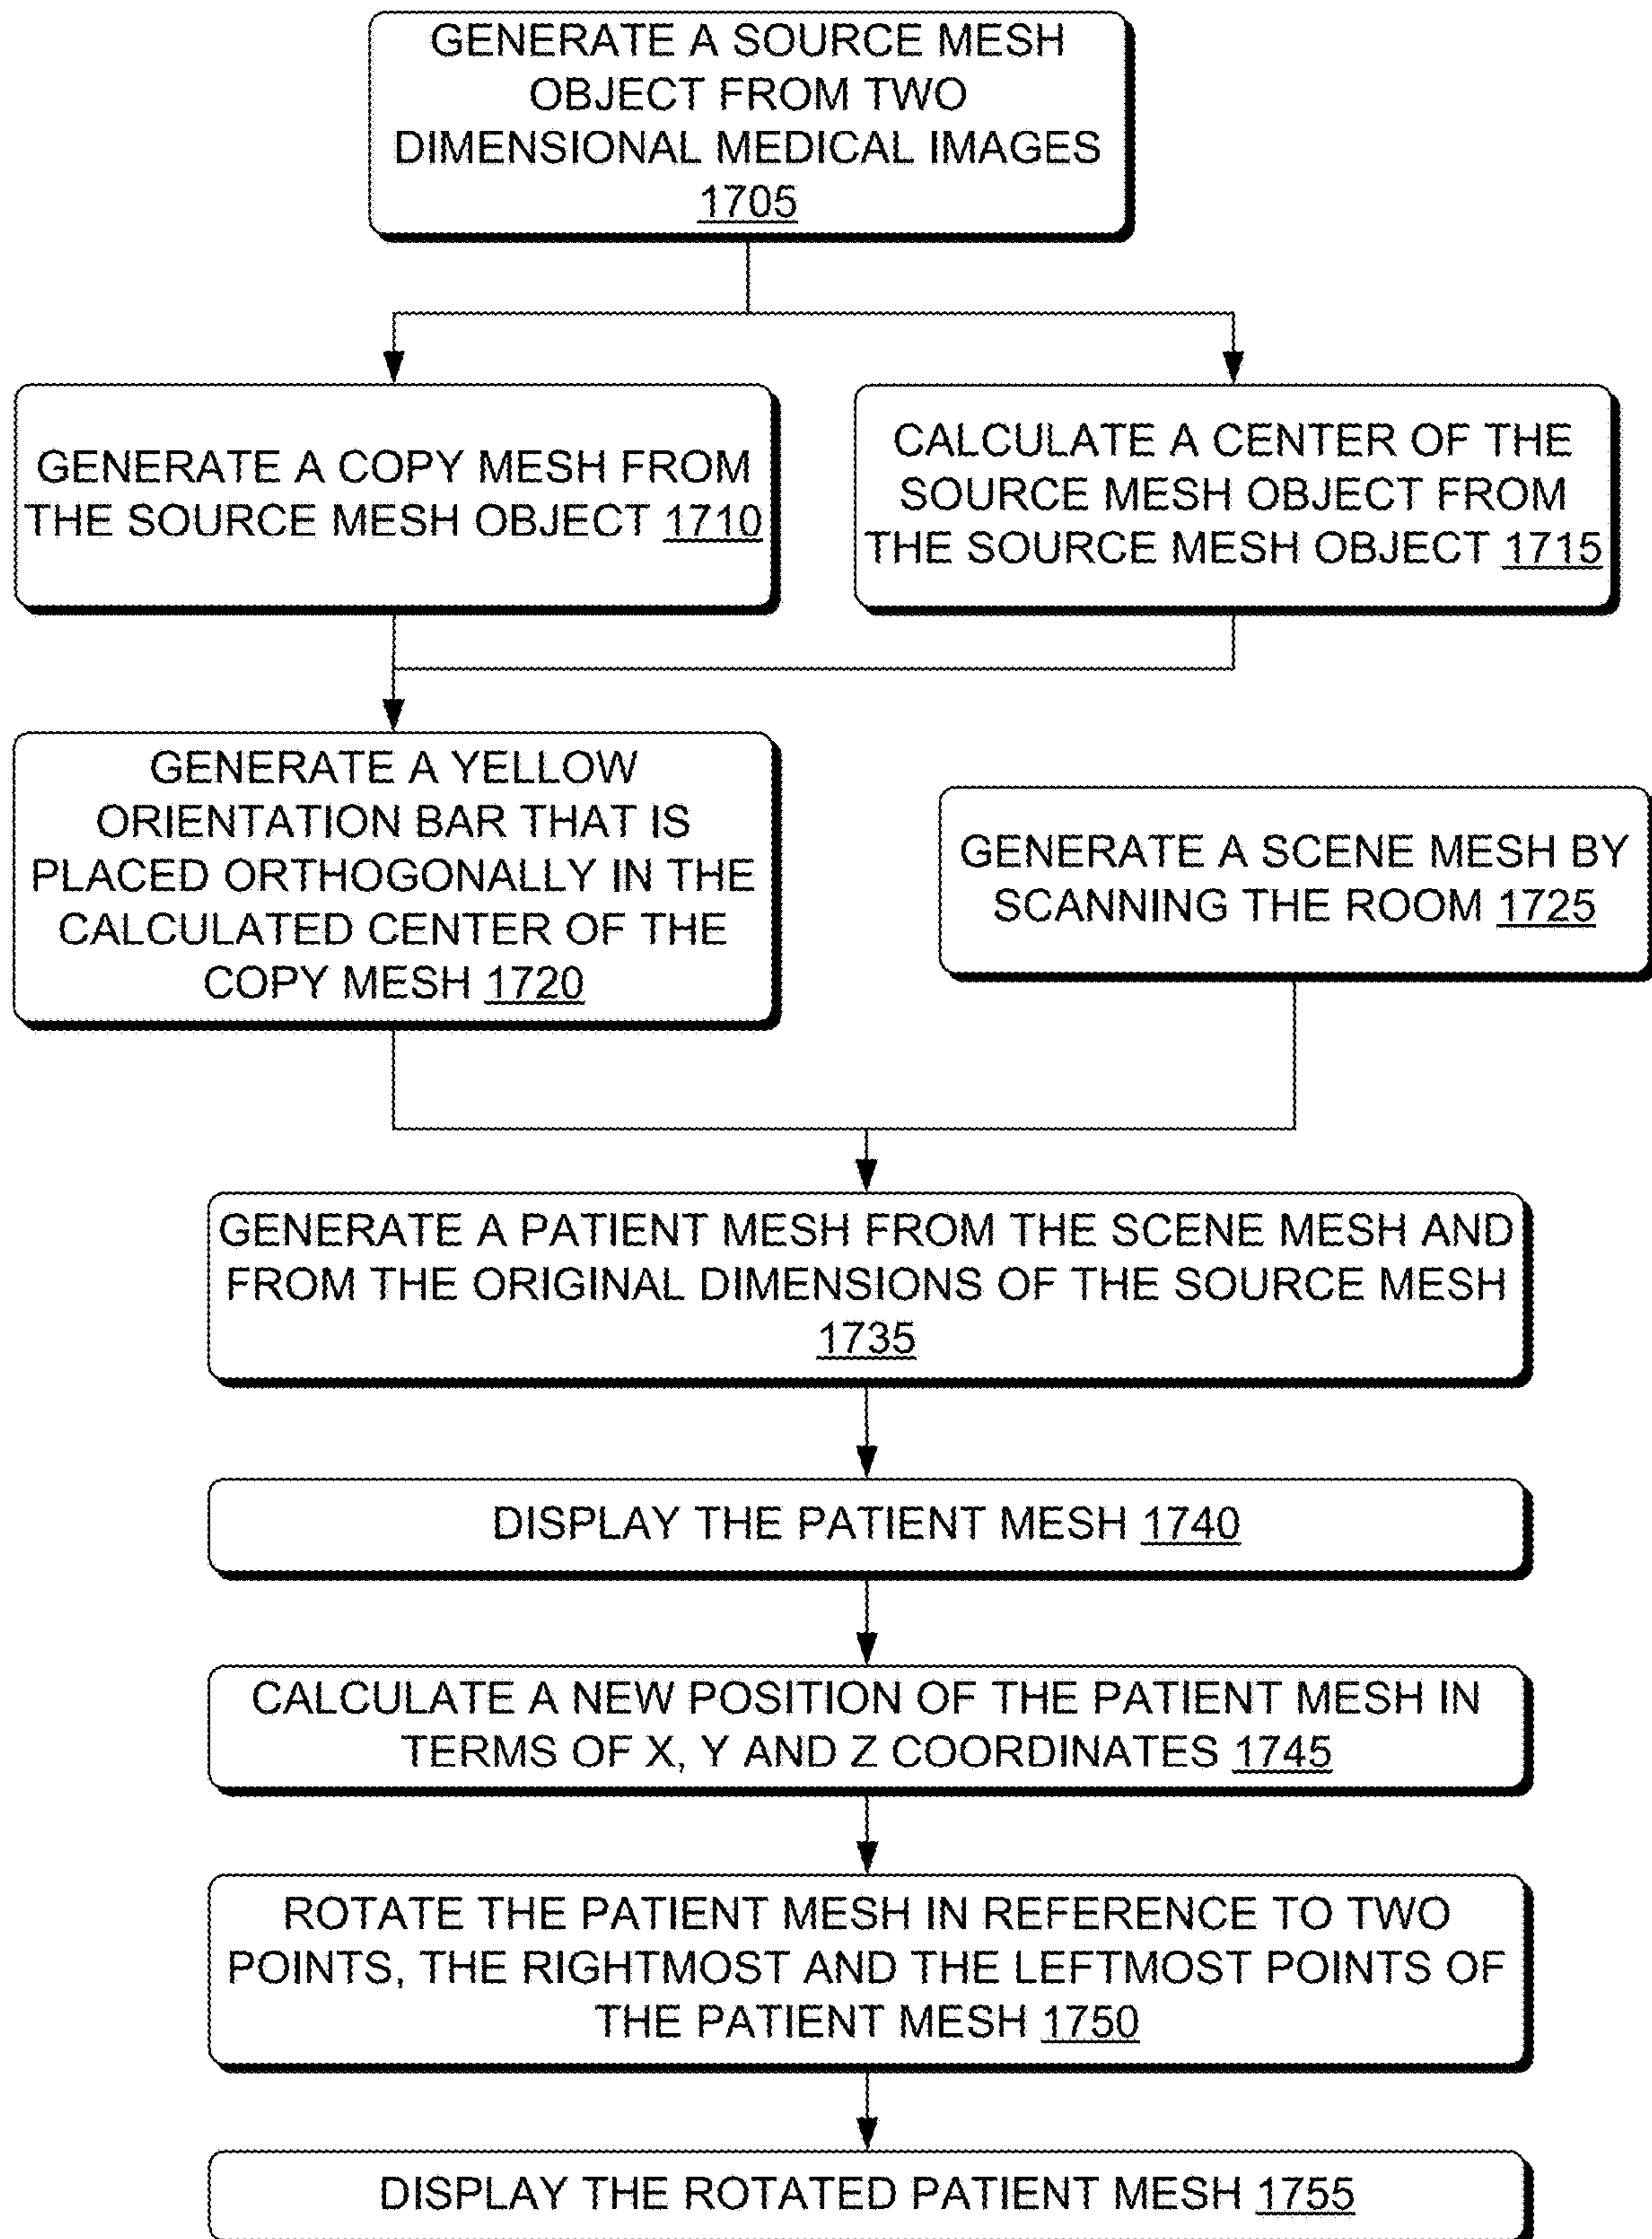 GENERATE A SOURCE MESH
OBJECT FROM TWO
DIMENSIONAL MEDICAL IMAGES
1705
GENERATE A COPY MESH FROM
THE SOURCE MESH OBJECT 1710
CALCULATE A CENTER OF THE
SOURCE MESH OBJECT FROM
THE SOURCE MESH OBJECT 1715
GENERATE A YELLOW
ORIENTATION BAR THAT IS
PLACED ORTHOGONALLY IN THE
CALCULATED CENTER OF THE
COPY MESH 1720
GENERATE A SCENE MESH BY
SCANNING THE ROOM 1725
GENERATE A PATIENT MESH FROM THE SCENE MESH AND
FROM THE ORIGINAL DIMENSIONS OF THE SOURCE MESH
1735
DISPLAY THE PATIENT MESH 1740
CALCULATE A NEW POSITION OF THE PATIENT MESH IN
TERMS OF X, Y AND Z COORDINATES 1745
ROTATE THE PATIENT MESH IN REFERENCE TO TWO
POINTS, THE RIGHTMOST AND THE LEFTMOST POINTS OF
THE PATIENT MESH 1750
DISPLAY THE ROTATED PATIENT MESH 1755